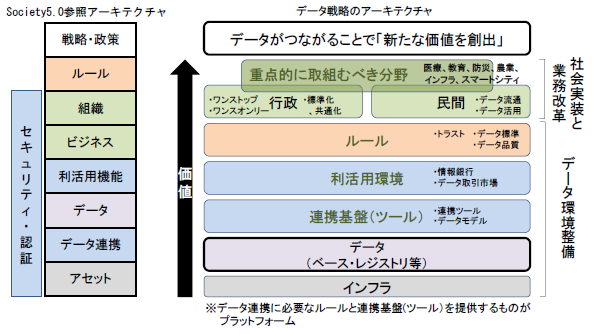 Society5.0参照アーキテクチャ
戦略・政策
ルール
組織
ビジネス
利活用機能
データ
データ連携
アセット
セキュリティ・認証
データ戦略のアーキテクチャ
データがつながることで「新たな価値を創出」
価値
重点的に取組むべき分野
医療、教育、防災、農業、
インフラ、スマートシティ
・ワンストップ
・ワンスオンリー
行政
・標準化
、共通化
民間
・データ流通
・データ活用
ルール
・トラスト
・データ標準
・データ品質
利活用環境
・情報銀行
・データ取引市場
連携基盤(ツール)
・連携ツール
・データモデル
データ
(ベース・レジストリ等)
インフラ
社会実装と
業務改革
データ環境整備
※データ連携に必要なルールと連携基盤(ツール)を提供するものが
プラットフォーム